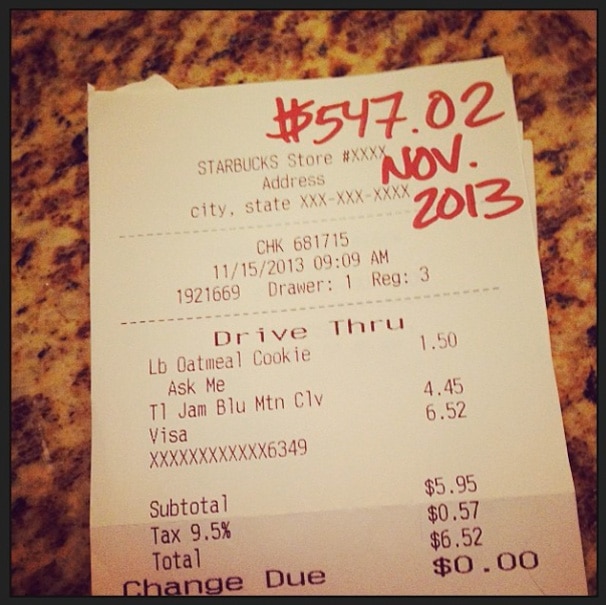 #$547.02
NOV.
2013
STARBUCKS Store #XXXX
Address
city, state XXX-XXX-XXXX
CHK 681715
11/15/2013 09:09 AM
1921669 Drawer: 1 Reg: 3
Drive Thru
Lb Oatmeal Cookie 1.50
Ask Me
Tl Jam Blu Mtn Clv 4.45
Visa 6.52
XXXXXXXXXXXX6349
Subtotal $5.95
Tax 9.5% $0.57
Total $6.52
Change Due $0.00